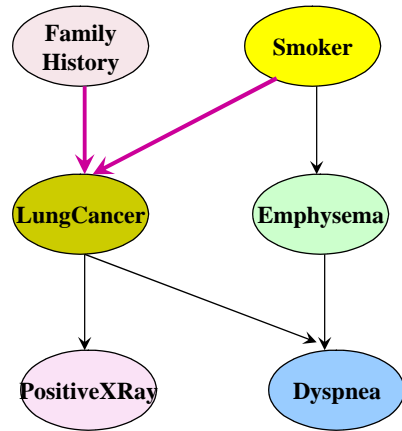 Family
History
Smoker
LungCancer
Emphysema
PositiveXRay
Dyspnea